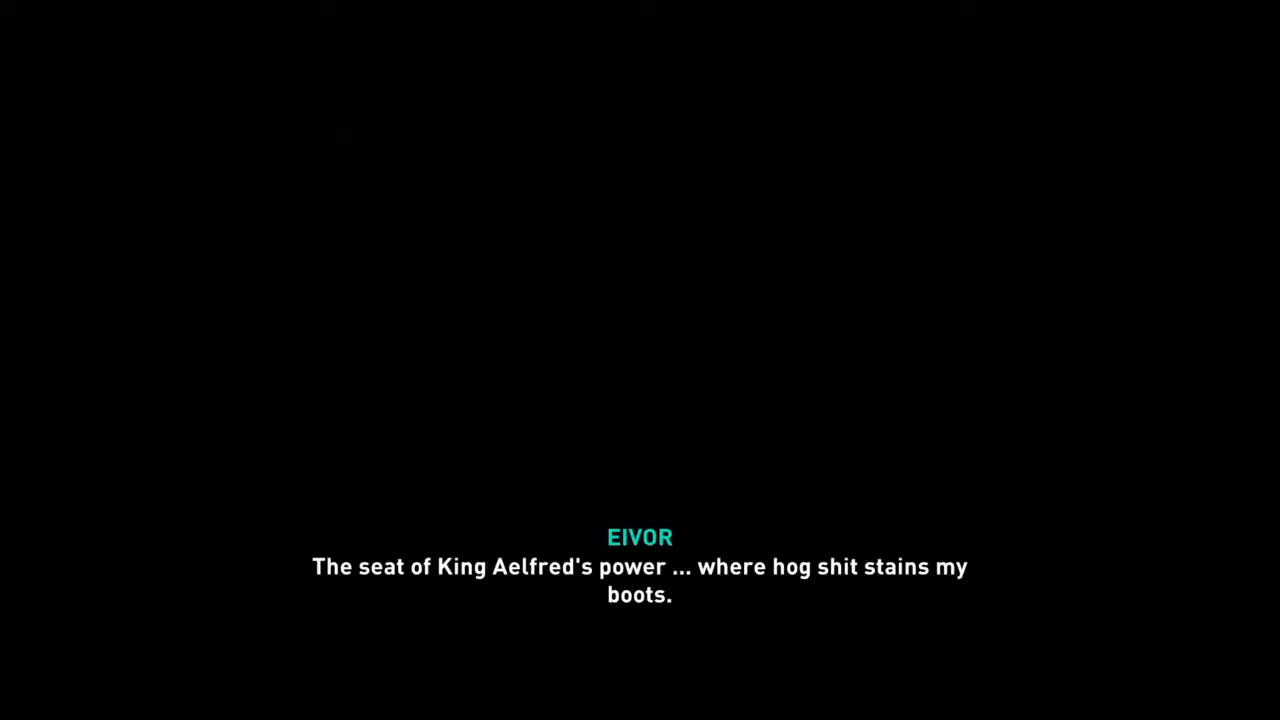 EIVOR
The seat of King Aelfred's power ... where hog shit stains my
boots.